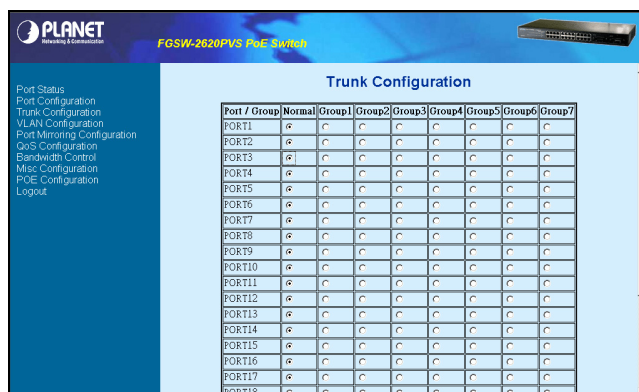 PLANET
Networking & Communication
FGSW-2620PVS PoE Switch
Port Status
Port Configuration
Trunk Configuration
VLAN Configuration
Port Mirroring Configuration
QoS Configuration
Bandwidth Control
Misc Configuration
POE Configuration
Logout
Trunk Configuration
Port / Group Normal Group1 Group2 Group3 Group4 Group5 Group6 Group7
PORT1
PORT2
PORT3
PORT4
PORT5
PORT6
PORT7
PORT8
PORT9
PORT10
PORT11
PORT12
PORT13
PORT14
PORT15
PORT16
PORT17
PORT18